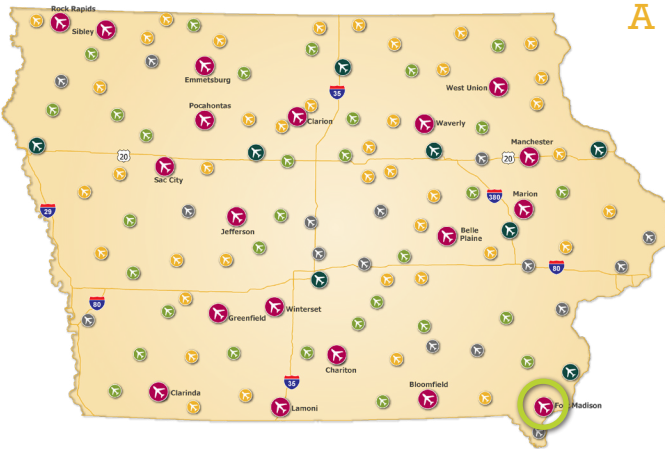 A
Rock Rapids
Sibley
Emmetsburg
West Union
35
Pocahontas
Clarion
Waverly
Manchester
20
20
Sac City
380
Marion
29
Jefferson
Belle
Plaine
80
80
Winterset
Greenfield
Chariton
35
Clarinda
Bloomfield
Lamoni
Fort Madison